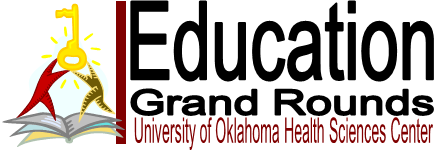 Education
Grand Rounds
University of Oklahoma Health Sciences Center